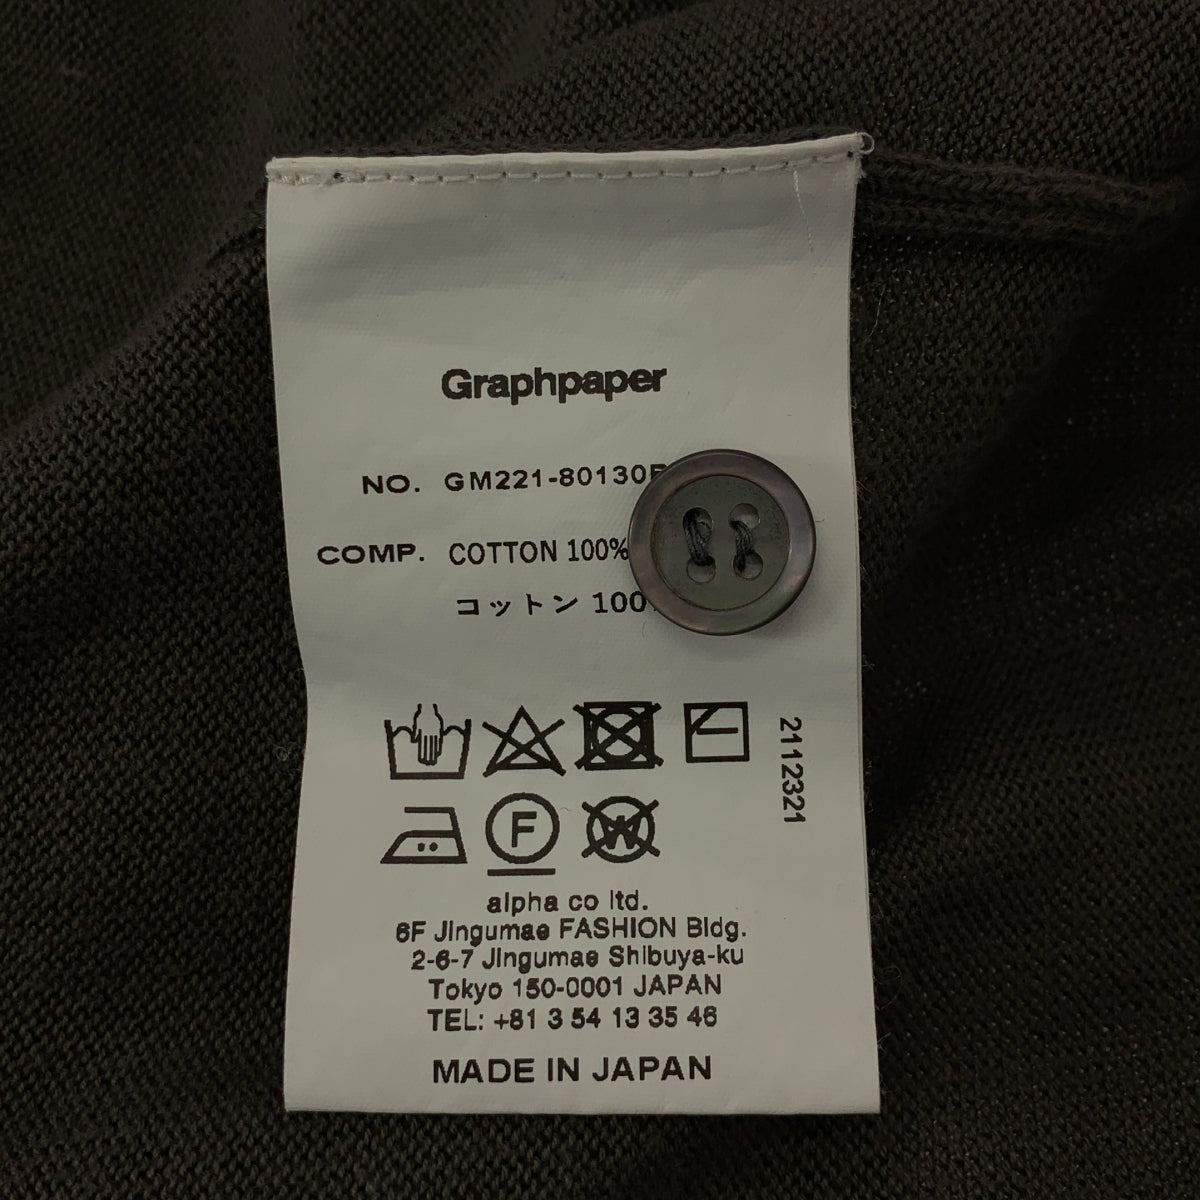 Graphpaper
NO. GM221-80130
COMP. COTTON 100%
コットン 100
2112321
F
W
alpha co ltd.
6F Jingumae FASHION Bldg.
2-6-7 Jingumae Shibuya-ku
Tokyo 150-0001 JAPAN
TEL: +81 3 54 13 35 46
MADE IN JAPAN